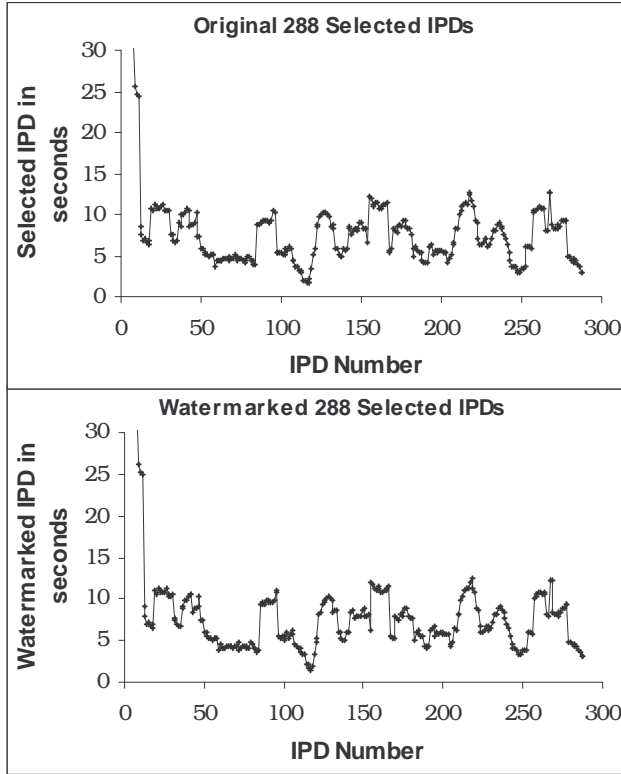 Original 288 Selected IPDs
Selected IPD in
seconds
30
25
20
15
10
5
0
0 50 100 150 200 250 300
IPD Number
Watermarked 288 Selected IPDs
Watermarked IPD in
seconds
30
25
20
15
10
5
0
0 50 100 150 200 250 300
IPD Number